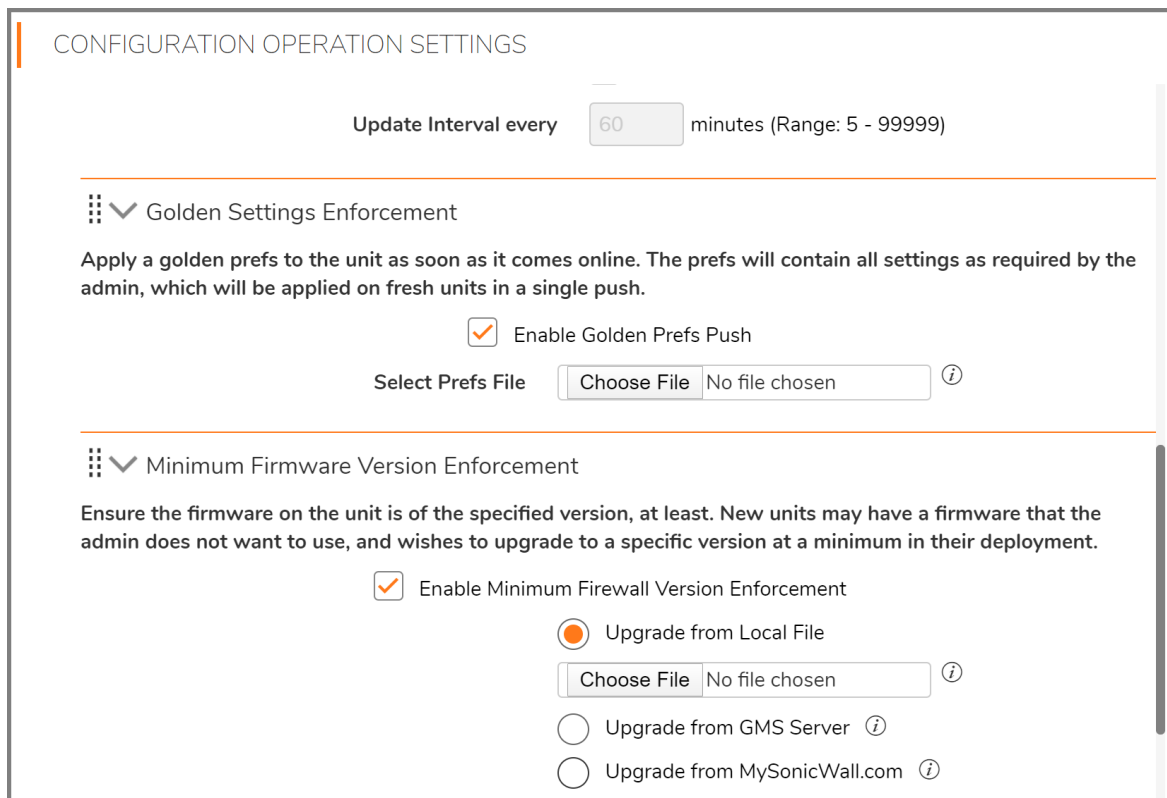 CONFIGURATION OPERATION SETTINGS
Update Interval every 60 minutes (Range: 5 - 99999)
Golden Settings Enforcement
Apply a golden prefs to the unit as soon as it comes online. The prefs will contain all settings as required by the
admin, which will be applied on fresh units in a single push.
Enable Golden Prefs Push
Select Prefs File Choose File No file chosen i
Minimum Firmware Version Enforcement
Ensure the firmware on the unit is of the specified version, at least. New units may have a firmware that the
admin does not want to use, and wishes to upgrade to a specific version at a minimum in their deployment.
Enable Minimum Firewall Version Enforcement
Upgrade from Local File
Choose File No file chosen i
Upgrade from GMS Server i
Upgrade from MySonicWall.com i